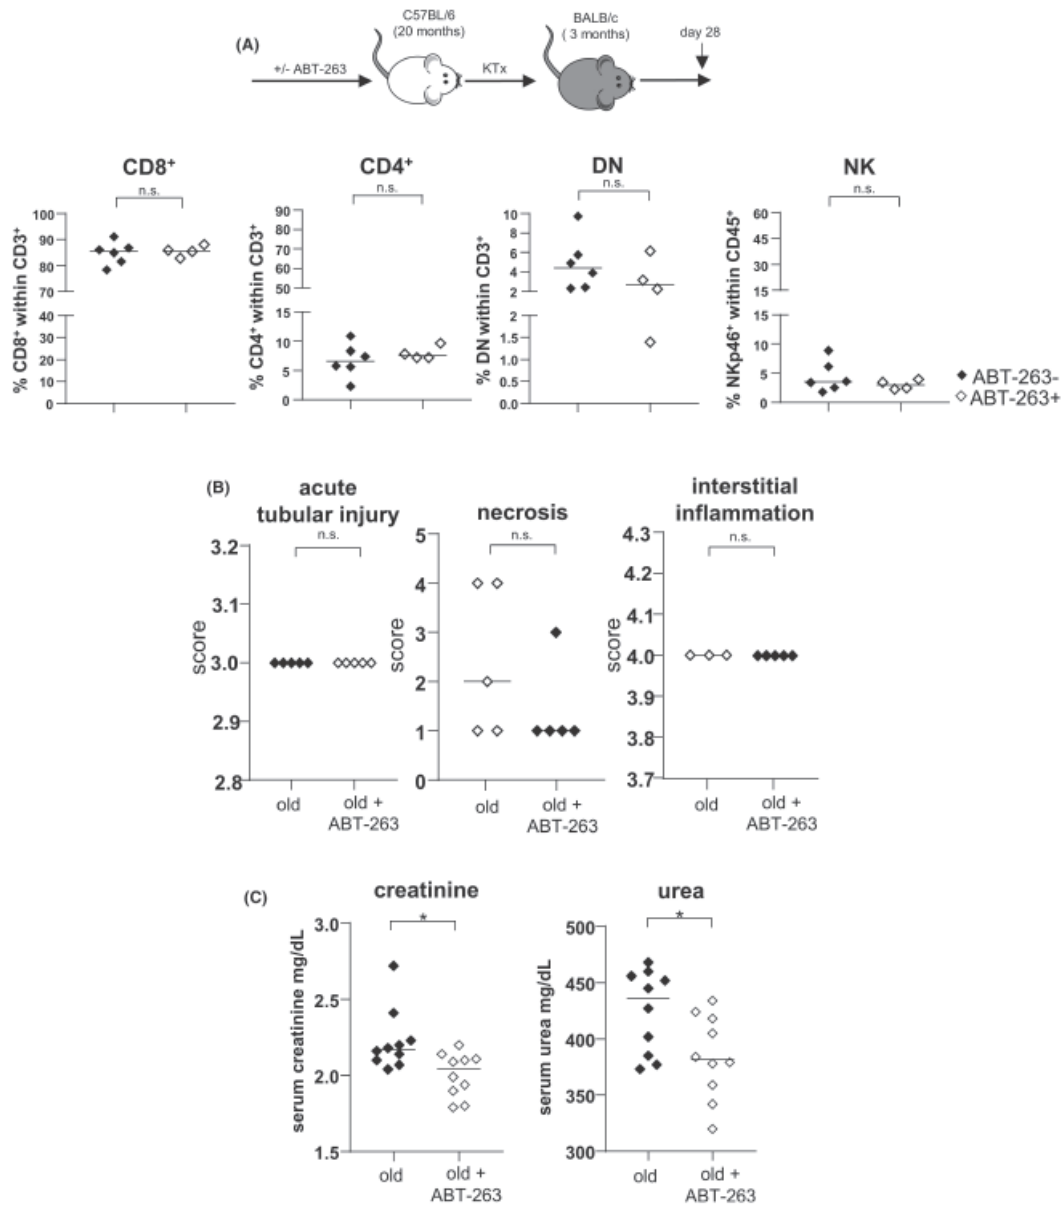 (A)
C57BL/6
(20 months)
BALB/c
( 3 months)
day 28
+/- ABT-263
KTx
CD8+
n.s.
% CD8+ within CD3+
100
90
80
70
40
30
20
10
0
CD4+
n.s.
% CD4+ within CD3+
90
80
70
60
50
15
10
5
0
DN
n.s.
% DN within CD3+
10
8
6
4
2
2
1.5
1.0
0.5
0.0
NK
n.s.
% NKp46+ within CD45+
60
45
30
15
15
10
5
0
ABT-263-
ABT-263+
(B)
acute
tubular injury
n.s.
score
3.2
3.1
3.0
2.9
2.8
old
old +
ABT-263
necrosis
n.s.
score
5
4
3
2
1
0
old
old +
ABT-263
interstitial
inflammation
n.s.
score
4.3
4.2
4.1
4.0
3.9
3.8
3.7
old
old +
ABT-263
(C)
creatinine
*
serum creatinine mg/dL
3.0
2.5
2.0
1.5
old
old +
ABT-263
urea
*
serum urea mg/dL
500
450
400
350
300
old
old +
ABT-263